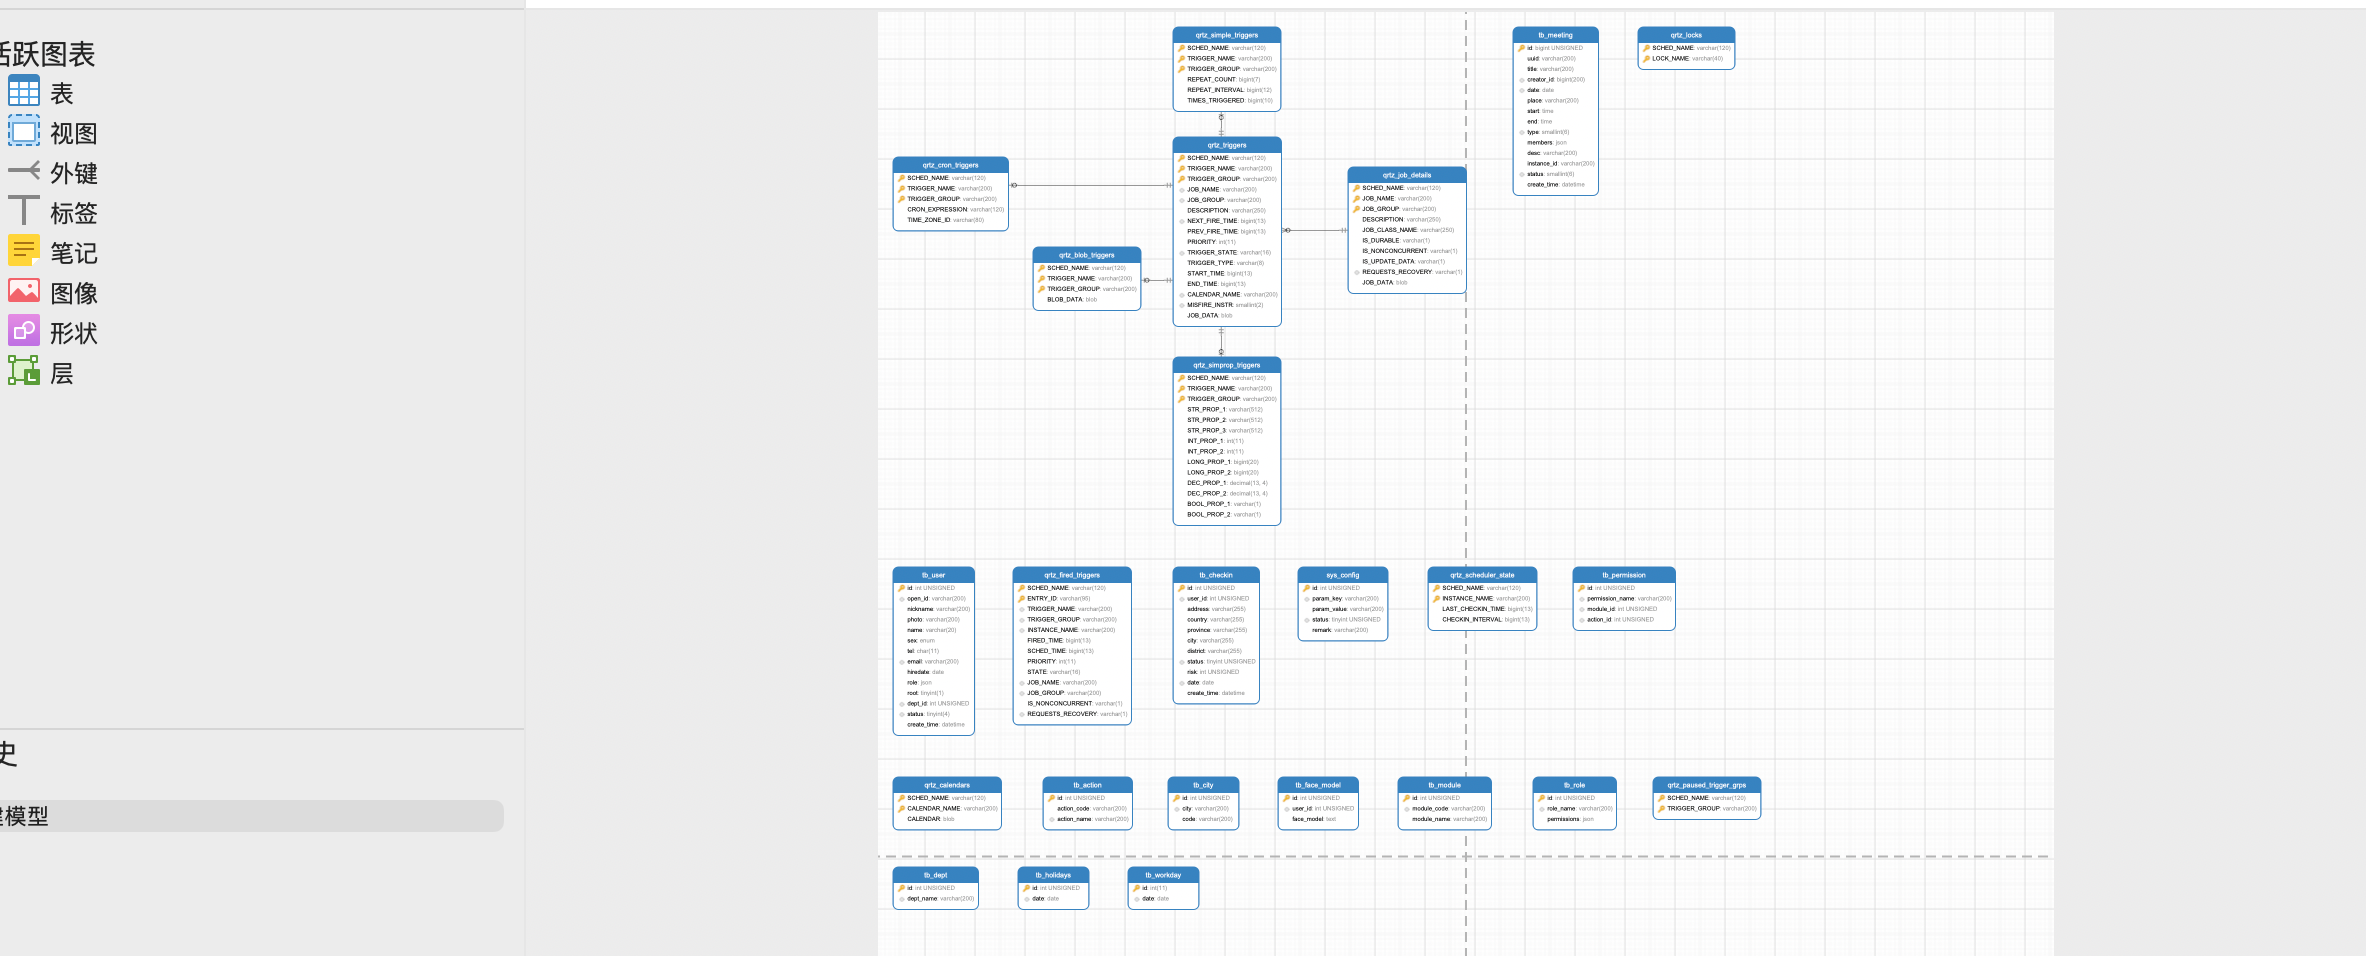 活跃图表
表
视图
外键
标签
笔记
图像
形状
层
史
模型
qrtz_simple_triggers
SCHED_NAME: varchar(120)
TRIGGER_NAME: varchar(200)
TRIGGER_GROUP: varchar(200)
REPEAT_COUNT: bigint(7)
REPEAT_INTERVAL: bigint(12)
TIMES_TRIGGERED: bigint(10)
tb_meeting
id: bigint UNSIGNED
uuid: varchar(200)
title: varchar(200)
creator_id: bigint(200)
date: date
place: varchar(200)
start: time
end: time
type: smallint(6)
members: json
desc: varchar(200)
instance_id: varchar(200)
status: smallint(6)
create_time: datetime
qrtz_locks
SCHED_NAME: varchar(120)
LOCK_NAME: varchar(40)
qrtz_cron_triggers
SCHED_NAME: varchar(120)
TRIGGER_NAME: varchar(200)
TRIGGER_GROUP: varchar(200)
CRON_EXPRESSION: varchar(120)
TIME_ZONE_ID: varchar(80)
qrtz_triggers
SCHED_NAME: varchar(120)
TRIGGER_NAME: varchar(200)
TRIGGER_GROUP: varchar(200)
JOB_NAME: varchar(200)
JOB_GROUP: varchar(200)
DESCRIPTION: varchar(250)
NEXT_FIRE_TIME: bigint(13)
PREV_FIRE_TIME: bigint(13)
PRIORITY: int(11)
TRIGGER_STATE: varchar(16)
TRIGGER_TYPE: varchar(8)
START_TIME: bigint(13)
END_TIME: bigint(13)
CALENDAR_NAME: varchar(200)
MISFIRE_INSTR: smallint(2)
JOB_DATA: blob
qrtz_job_details
SCHED_NAME: varchar(120)
JOB_NAME: varchar(200)
JOB_GROUP: varchar(200)
DESCRIPTION: varchar(250)
JOB_CLASS_NAME: varchar(250)
IS_DURABLE: varchar(1)
IS_NONCONCURRENT: varchar(1)
IS_UPDATE_DATA: varchar(1)
REQUESTS_RECOVERY: varchar(1)
JOB_DATA: blob
qrtz_blob_triggers
SCHED_NAME: varchar(120)
TRIGGER_NAME: varchar(200)
TRIGGER_GROUP: varchar(200)
BLOB_DATA: blob
qrtz_simprop_triggers
SCHED_NAME: varchar(120)
TRIGGER_NAME: varchar(200)
TRIGGER_GROUP: varchar(200)
STR_PROP_1: varchar(512)
STR_PROP_2: varchar(512)
STR_PROP_3: varchar(512)
INT_PROP_1: int(11)
INT_PROP_2: int(11)
LONG_PROP_1: bigint(20)
LONG_PROP_2: bigint(20)
DEC_PROP_1: decimal(13, 4)
DEC_PROP_2: decimal(13, 4)
BOOL_PROP_1: varchar(1)
BOOL_PROP_2: varchar(1)
tb_user
id: int UNSIGNED
open_id: varchar(200)
nickname: varchar(200)
photo: varchar(200)
name: varchar(20)
sex: enum
tel: char(11)
email: varchar(200)
hiredate: date
role: json
root: tinyint(1)
dept_id: int UNSIGNED
status: tinyint(4)
create_time: datetime
qrtz_fired_triggers
SCHED_NAME: varchar(120)
ENTRY_ID: varchar(95)
TRIGGER_NAME: varchar(200)
TRIGGER_GROUP: varchar(200)
INSTANCE_NAME: varchar(200)
FIRED_TIME: bigint(13)
SCHED_TIME: bigint(13)
PRIORITY: int(11)
STATE: varchar(16)
JOB_NAME: varchar(200)
JOB_GROUP: varchar(200)
IS_NONCONCURRENT: varchar(1)
REQUESTS_RECOVERY: varchar(1)
tb_checkin
id: int UNSIGNED
user_id: int UNSIGNED
address: varchar(255)
country: varchar(255)
province: varchar(255)
city: varchar(255)
district: varchar(255)
status: tinyint UNSIGNED
risk: int UNSIGNED
date: date
create_time: datetime
sys_config
id: int UNSIGNED
param_key: varchar(200)
param_value: varchar(200)
status: tinyint UNSIGNED
remark: varchar(200)
qrtz_scheduler_state
SCHED_NAME: varchar(120)
INSTANCE_NAME: varchar(200)
LAST_CHECKIN_TIME: bigint(13)
CHECKIN_INTERVAL: bigint(13)
tb_permission
id: int UNSIGNED
permission_name: varchar(200)
module_id: int UNSIGNED
action_id: int UNSIGNED
qrtz_calendars
SCHED_NAME: varchar(120)
CALENDAR_NAME: varchar(200)
CALENDAR: blob
tb_action
id: int UNSIGNED
action_code: varchar(200)
action_name: varchar(200)
tb_city
id: int UNSIGNED
city: varchar(200)
code: varchar(200)
tb_face_model
id: int UNSIGNED
user_id: int UNSIGNED
face_model: text
tb_module
id: int UNSIGNED
module_code: varchar(200)
module_name: varchar(200)
tb_role
id: int UNSIGNED
role_name: varchar(200)
permissions: json
qrtz_paused_trigger_grps
SCHED_NAME: varchar(120)
TRIGGER_GROUP: varchar(200)
tb_dept
id: int UNSIGNED
dept_name: varchar(200)
tb_holidays
id: int UNSIGNED
date: date
tb_workday
id: int(11)
date: date